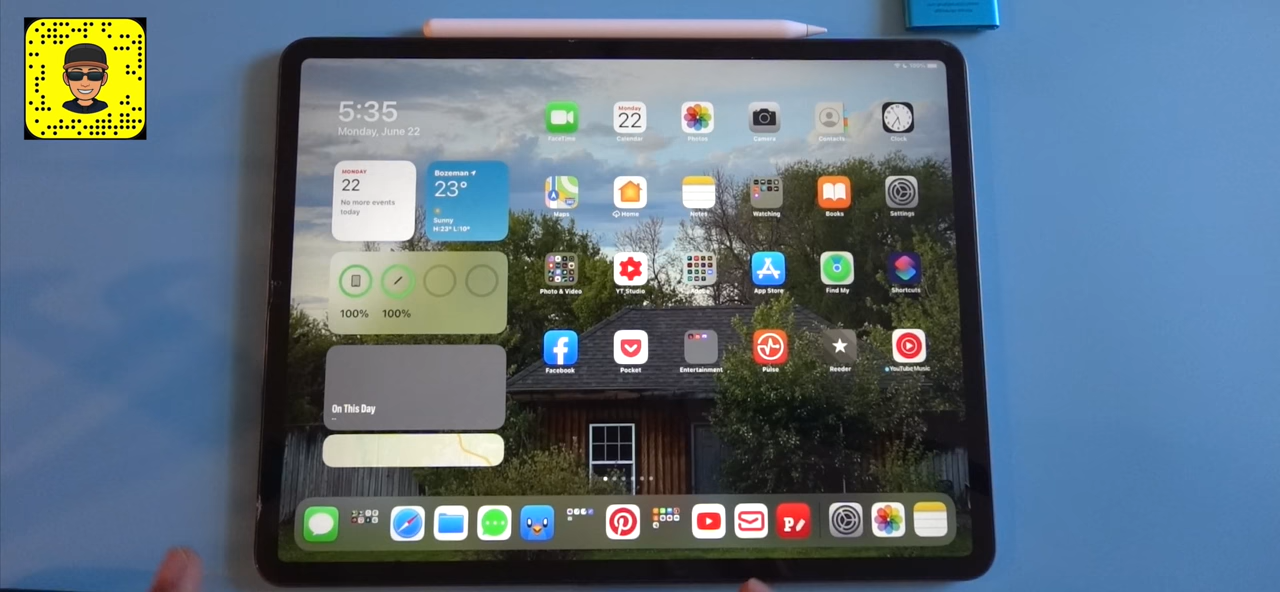 100%
5:35
Monday, June 22
MONDAY
22
No more events
today
Bozeman
23°
Sunny
H:23° L:10°
100%
100%
On This Day
FaceTime
Monday
22
Calendar
Photos
Camera
Contacts
Clock
Maps
Home
Notes
Watching
Books
Settings
Photo & Video
YT Studio
App Store
Find My
Shortcuts
Facebook
Pocket
Entertainment
Pulse
Reeder
YouTube Music